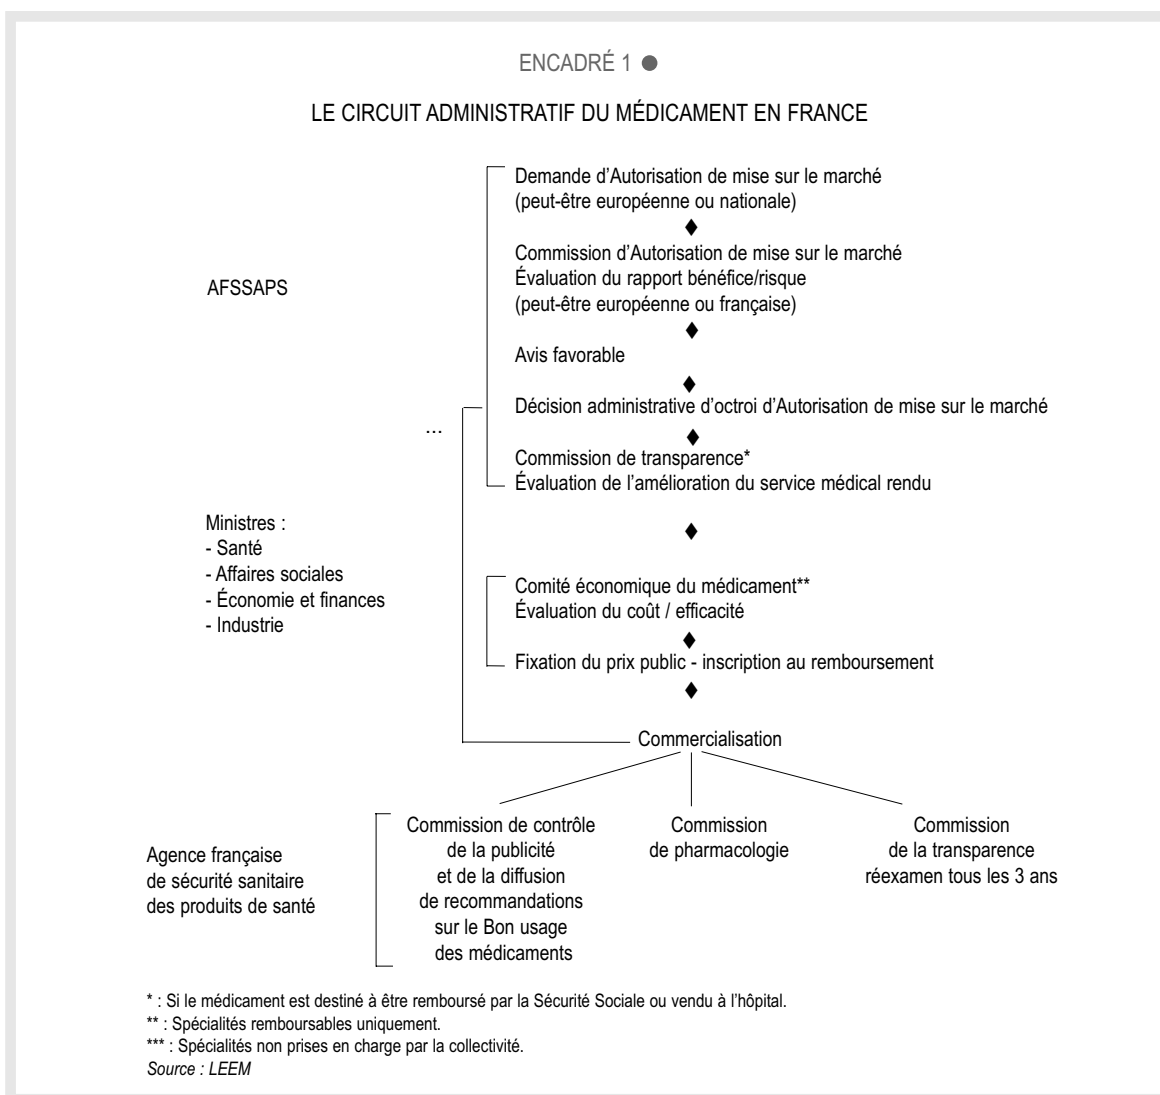 ENCADRÉ 1 ●
LE CIRCUIT ADMINISTRATIF DU MÉDICAMENT EN FRANCE
Demande d’Autorisation de mise sur le marché
(peut-être européenne ou nationale)
Commission d’Autorisation de mise sur le marché
Évaluation du rapport bénéfice/risque
(peut-être européenne ou française)
AFSSAPS
Avis favorable
Décision administrative d’octroi d’Autorisation de mise sur le marché
...
Commission de transparence*
Évaluation de l’amélioration du service médical rendu
Ministres :
- Santé
- Affaires sociales
- Économie et finances
- Industrie
Comité économique du médicament**
Évaluation du coût / efficacité
Fixation du prix public - inscription au remboursement
Commercialisation
Agence française
de sécurité sanitaire
des produits de santé
Commission de contrôle
de la publicité
et de la diffusion
de recommandations
sur le Bon usage
des médicaments
Commission
de pharmacologie
Commission
de la transparence
réexamen tous les 3 ans
* : Si le médicament est destiné à être remboursé par la Sécurité Sociale ou vendu à l’hôpital.
** : Spécialités remboursables uniquement.
*** : Spécialités non prises en charge par la collectivité.
Source : LEEM